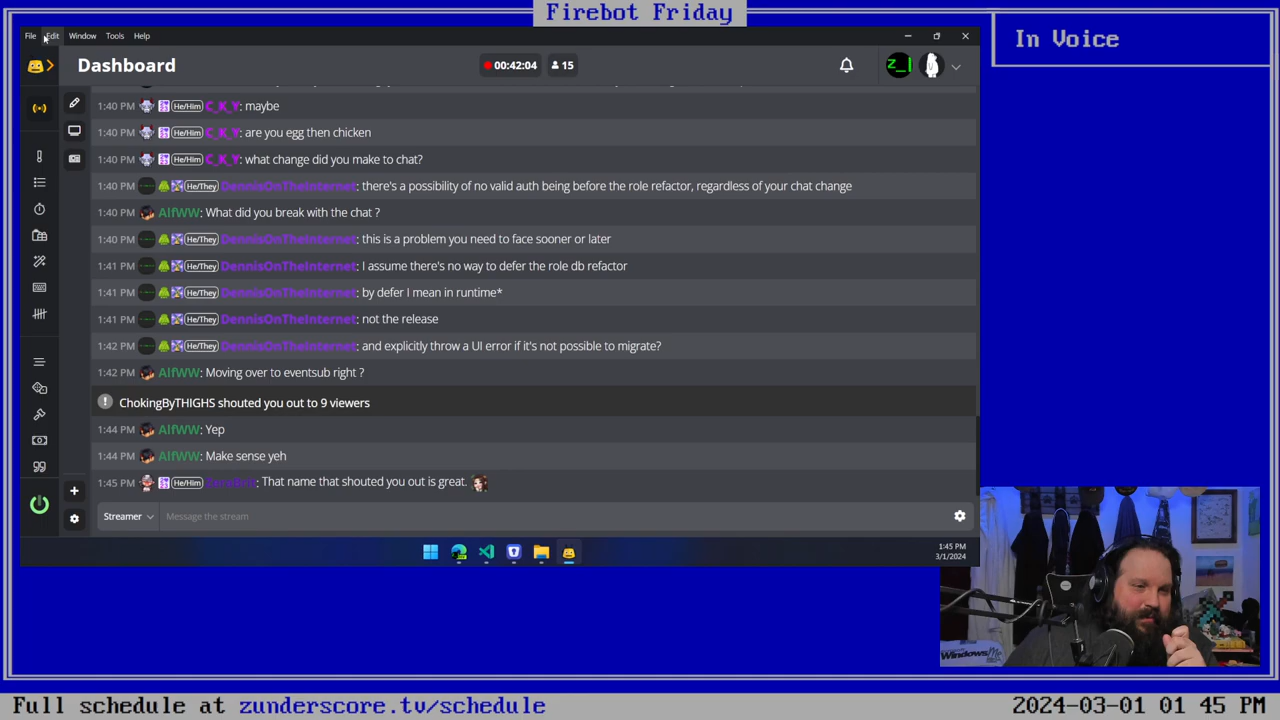 Firebot Friday
File Edit Window Tools Help
In Voice
Dashboard
00:42:04
15
z_|
1:40 PM He/Him C_K_Y: maybe
1:40 PM He/Him C_K_Y: are you egg then chicken
1:40 PM He/Him C_K_Y: what change did you make to chat?
1:40 PM He/They DennisOnTheInternet: there's a possibility of no valid auth being before the role refactor, regardless of your chat change
1:40 PM AlfWW: What did you break with the chat ?
1:40 PM He/They DennisOnTheInternet: this is a problem you need to face sooner or later
1:41 PM He/They DennisOnTheInternet: I assume there's no way to defer the role db refactor
1:41 PM He/They DennisOnTheInternet: by defer I mean in runtime*
1:41 PM He/They DennisOnTheInternet: not the release
1:42 PM He/They DennisOnTheInternet: and explicitly throw a UI error if it's not possible to migrate?
1:42 PM AlfWW: Moving over to eventsub right ?
ChokingByTHIGHS shouted you out to 9 viewers
1:44 PM AlfWW: Yep
1:44 PM AlfWW: Make sense yeh
1:45 PM He/Him : That name that shouted you out is great.
Streamer Message the stream
1:45 PM
3/1/2024
Windows Me
Full schedule at zunderscore.tv/schedule
2024-03-01 01 45 PM